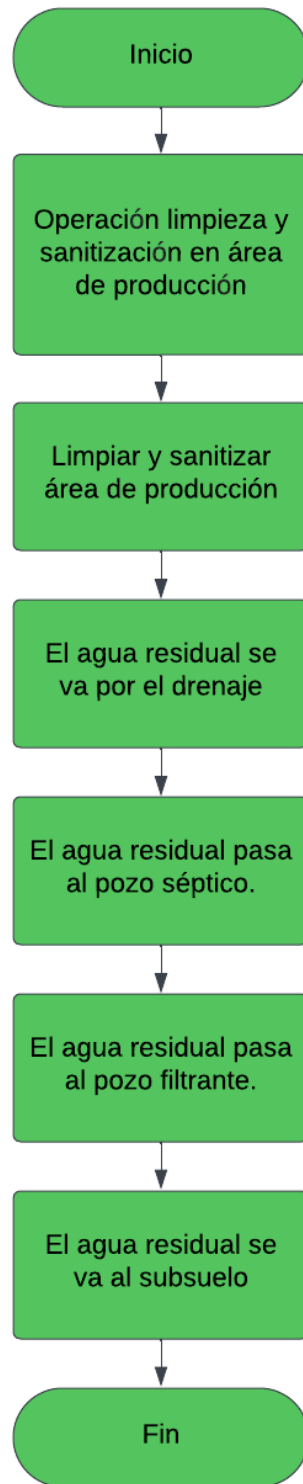 Inicio
Operación limpieza y
sanitización en área
de producción
Limpiar y sanitizar
área de producción
El agua residual se
va por el drenaje
El agua residual pasa
al pozo séptico.
El agua residual pasa
al pozo filtrante.
El agua residual se
va al subsuelo
Fin